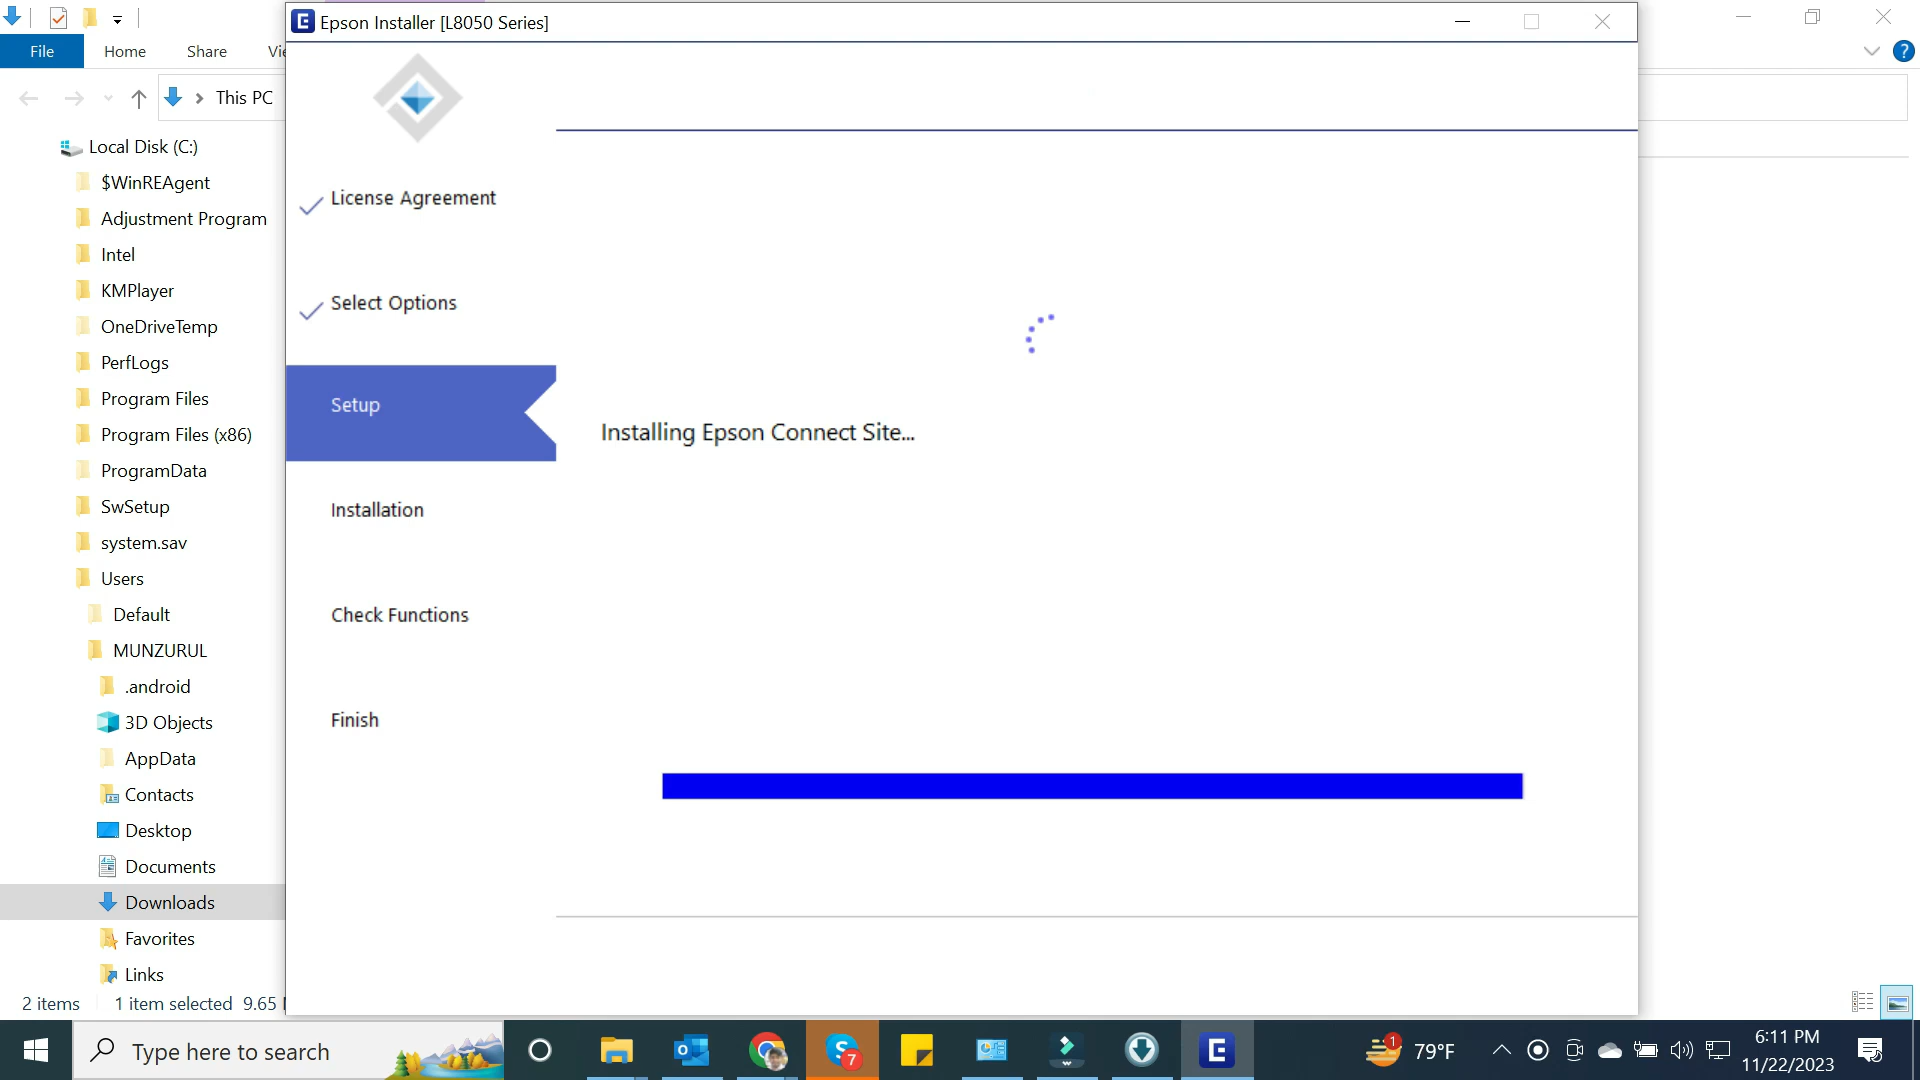 Epson Installer [L8050 Series]
File
Home
Share
This PC
Local Disk (C:)
$WinREAgent
Adjustment Program
Intel
KMPlayer
OneDriveTemp
PerfLogs
Program Files
Program Files (x86)
ProgramData
SwSetup
system.sav
Users
Default
MUNZURUL
.android
3D Objects
AppData
Contacts
Desktop
Documents
Downloads
Favorites
Links
2 items
1 item selected 9.65
License Agreement
Select Options
Setup
Installation
Check Functions
Finish
Installing Epson Connect Site...
Type here to search
7
1
79°F
6:11 PM
11/22/2023